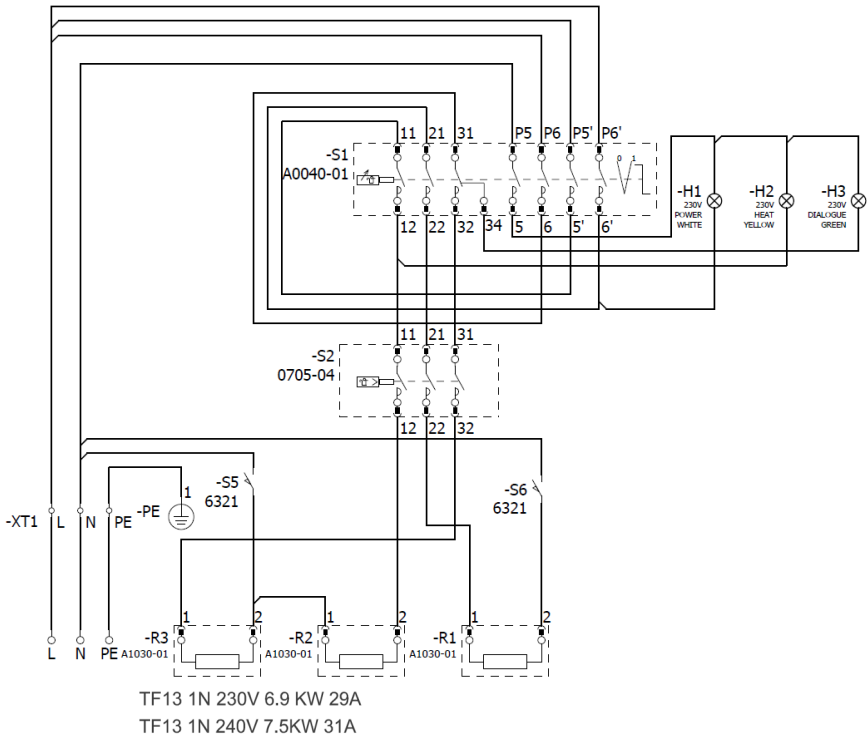 11 21 31 P5 P6 P5' P6'
-S1
A0040-01
0 1
-H1
230V
POWER
WHITE
-H2
230V
HEAT
YELLOW
-H3
230V
DIALOGUE
GREEN
12 22 32 34 5 6 5' 6'
11 21 31
-S2
0705-04
12 22 32
-S5
6321
-S6
6321
1
-PE
-XT1 L N PE
1 2 1 2 1 2
-R3
A1030-01
-R2
A1030-01
-R1
A1030-01
L N PE
TF13 1N 230V 6.9 KW 29A
TF13 1N 240V 7.5KW 31A